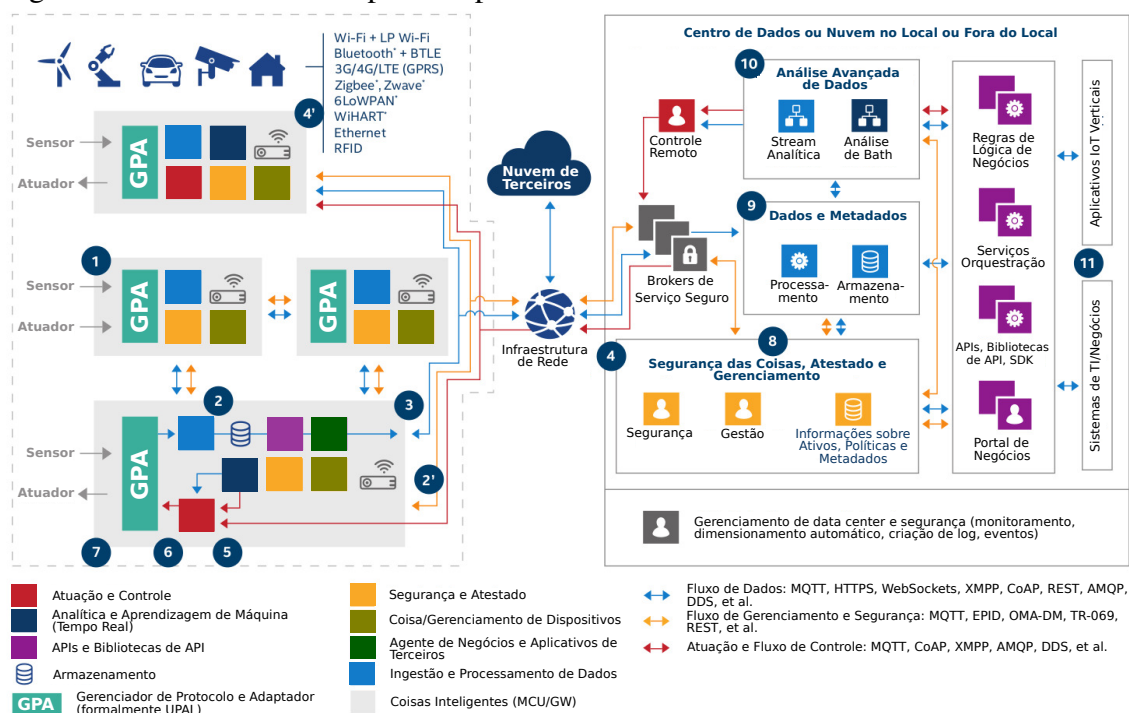 Wi-Fi + LP Wi-Fi
Bluetooth* + BTLE
3G/4G/LTE (GPRS)
Zigbee*, Zwave*
6LoWPAN*
WiHART*
Ethernet
RFID
4'
Sensor
Atuador
GPA
1
Sensor
Atuador
GPA
GPA
2
3
Sensor
Atuador
GPA
2'
7
6
5
Nuvem de
Terceiros
Infraestrutura
de Rede
Centro de Dados ou Nuvem no Local ou Fora do Local
Controle
Remoto
10
Análise Avançada
de Dados
Stream
Analítica
Análise
de Bath
Brokers de
Serviço Seguro
9
Dados e Metadados
Processa-
mento
Armazena-
mento
4
8
Segurança das Coisas, Atestado e
Gerenciamento
Segurança
Gestão
Informações sobre
Ativos, Políticas e
Metadados
Regras de
Lógica de
Negócios
Serviços
Orquestração
APIs, Bibliotecas
de API, SDK
Portal de
Negócios
Aplicativos IoT Verticais
11
Sistemas de TI/Negócios
Gerenciamento de data center e segurança (monitoramento,
dimensionamento automático, criação de log, eventos)
Atuação e Controle
Analítica e Aprendizagem de Máquina
(Tempo Real)
APIs e Bibliotecas de API
Armazenamento
GPA
Gerenciador de Protocolo e Adaptador
(formalmente UPAL)
Segurança e Atestado
Coisa/Gerenciamento de Dispositivos
Agente de Negócios e Aplicativos de
Terceiros
Ingestão e Processamento de Dados
Coisas Inteligentes (MCU/GW)
Fluxo de Dados: MQTT, HTTPS, WebSockets, XMPP, CoAP, REST, AMQP,
DDS, et al.
Fluxo de Gerenciamento e Segurança: MQTT, EPID, OMA-DM, TR-069,
REST, et al.
Atuação e Fluxo de Controle: MQTT, CoAP, XMPP, AMQP, DDS, et al.